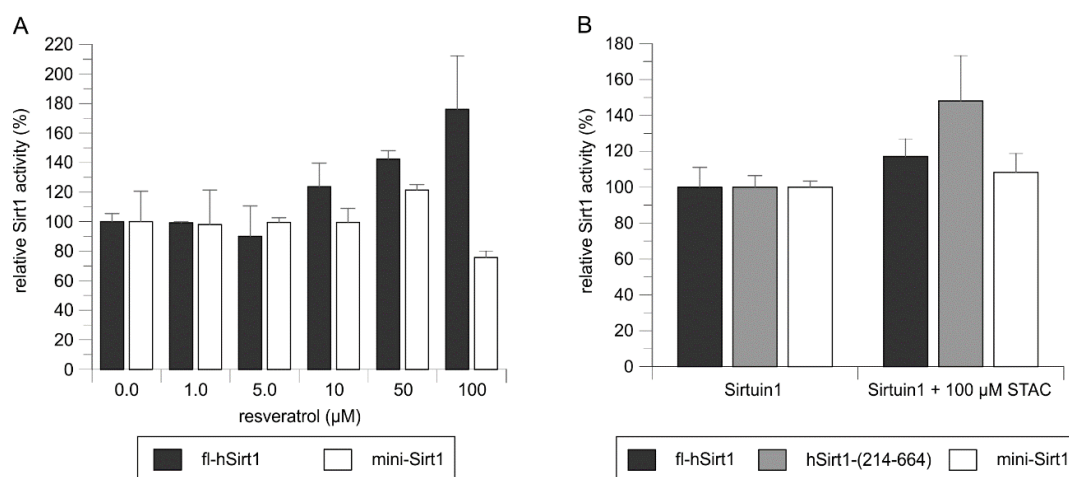 A
220
200
180
160
140
120
100
80
60
40
20
0
relative Sirt1 activity (%)
0.0 1.0 5.0 10 50 100
resveratrol (µM)
fl-hSirt1 mini-Sirt1
B
180
160
140
120
100
80
60
40
20
0
relative Sirt1 activity (%)
Sirtuin1 Sirtuin1 + 100 µM STAC
fl-hSirt1 hSirt1-(214-664) mini-Sirt1